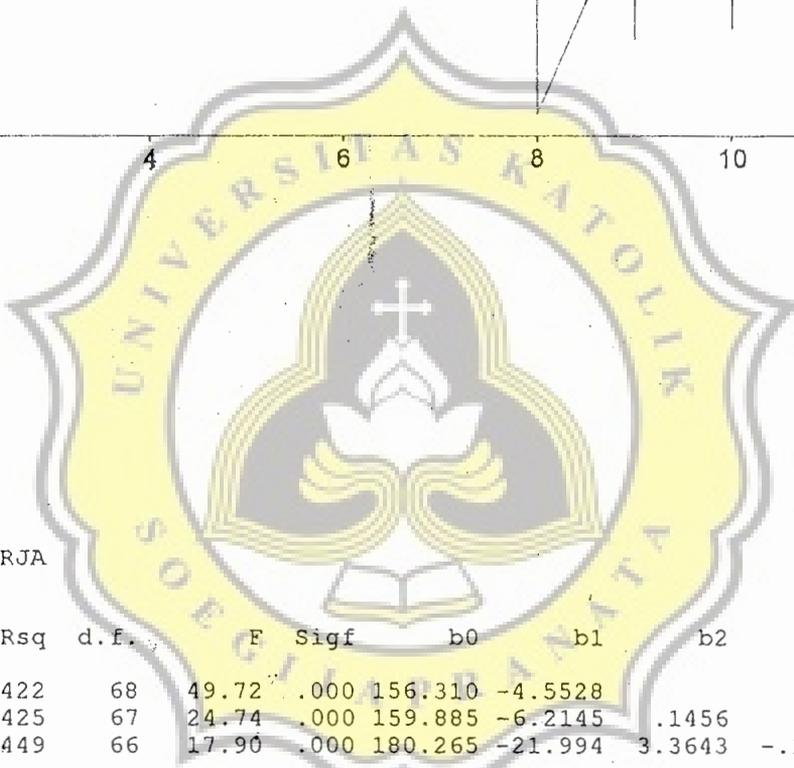 4 6 8 10
UNIVERSITAS KATOLIK
SOEGIJAPRANATA
RJA
Rsq d.f. F Sigf b0 b1 b2
422 68 49.72 .000 156.310 -4.5528
425 67 24.74 .000 159.885 -6.2145 .1456
449 66 17.90 .000 180.265 -21.994 3.3643